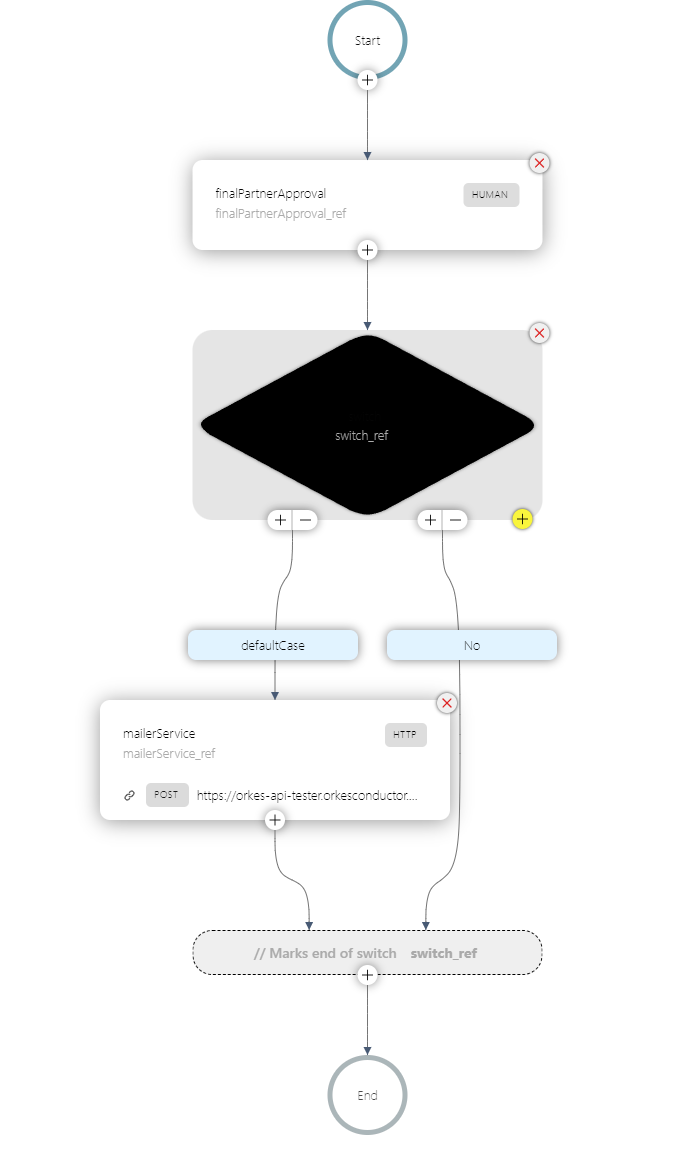 Start
finalPartnerApproval
HUMAN
finalPartnerApproval_ref
switch_ref
defaultCase
No
mailerService
HTTP
mailerService_ref
POST https://orkes-api-tester.orkesconductor....
// Marks end of switch switch_ref
End